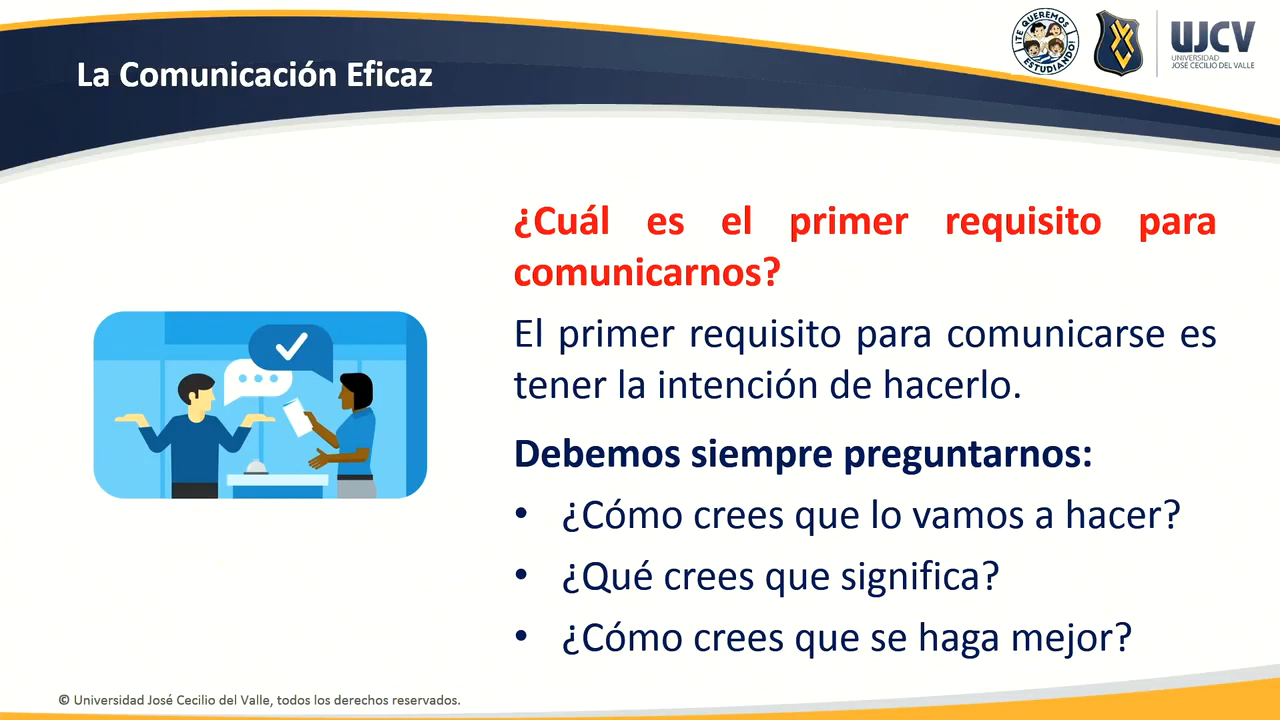 La Comunicación Eficaz
¡TE QUEREMOS
ESTUDIANDO!
UJCV
UNIVERSIDAD
JOSÉ CECILIO DEL VALLE
¿Cuál es el primer requisito para
comunicarnos?
El primer requisito para comunicarse es
tener la intención de hacerlo.
Debemos siempre preguntarnos:
• ¿Cómo crees que lo vamos a hacer?
• ¿Qué crees que significa?
• ¿Cómo crees que se haga mejor?
© Universidad José Cecilio del Valle, todos los derechos reservados.